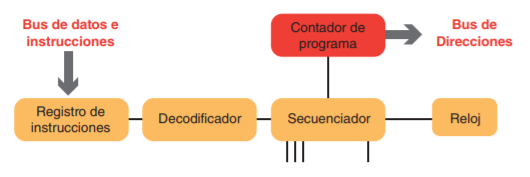 Bus de datos e
instrucciones
Contador de
programa
Bus de
Direcciones
Registro de
instrucciones
Decodificador
Secuenciador
Reloj